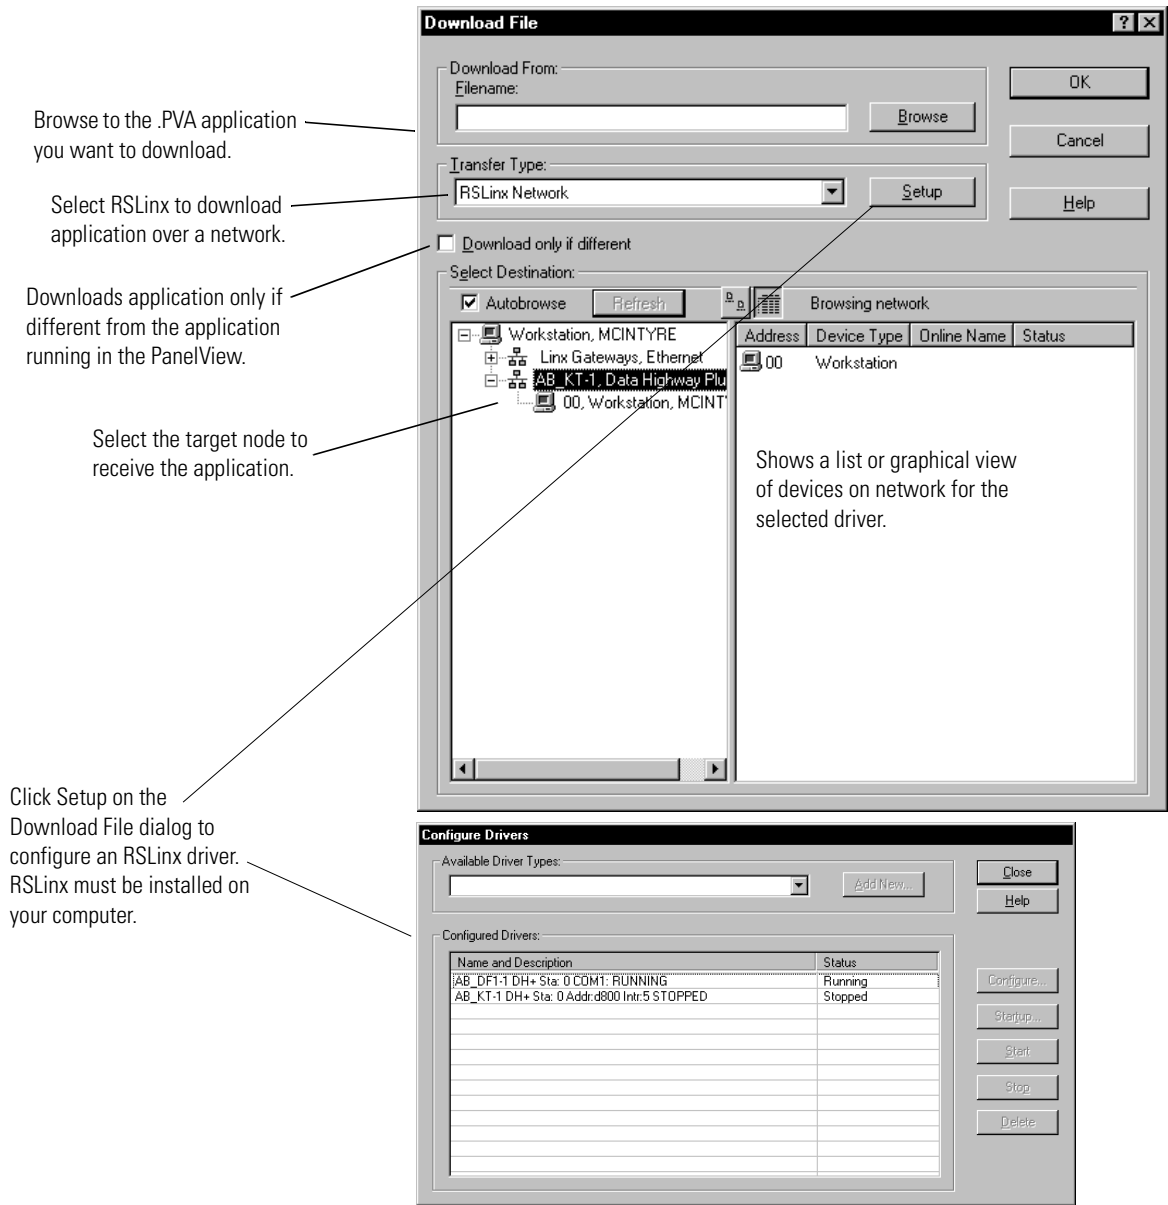 Download File
Download From:
Filename:
Browse
OK
Cancel
Help
Browse to the .PVA application
you want to download.
Transfer Type:
RSLinx Network
Setup
Select RSLinx to download
application over a network.
Download only if different
Downloads application only if
different from the application
running in the PanelView.
Select Destination:
Autobrowse
Refresh
Browsing network
Workstation, MCINTYRE
Linx Gateways, Ethernet
AB_KT-1, Data Highway Plu
00, Workstation, MCINT
Address Device Type Online Name Status
00 Workstation
Select the target node to
receive the application.
Shows a list or graphical view
of devices on network for the
selected driver.
Click Setup on the
Download File dialog to
configure an RSLinx driver.
RSLinx must be installed on
your computer.
Configure Drivers
Available Driver Types:
Add New...
Close
Help
Configured Drivers:
Name and Description Status
AB_DF1-1 DH+ Sta: 0 COM1: RUNNING Running
AB_KT-1 DH+ Sta: 0 Addr:d800 Intr:5 STOPPED Stopped
Configure...
Startup...
Start
Stop
Delete